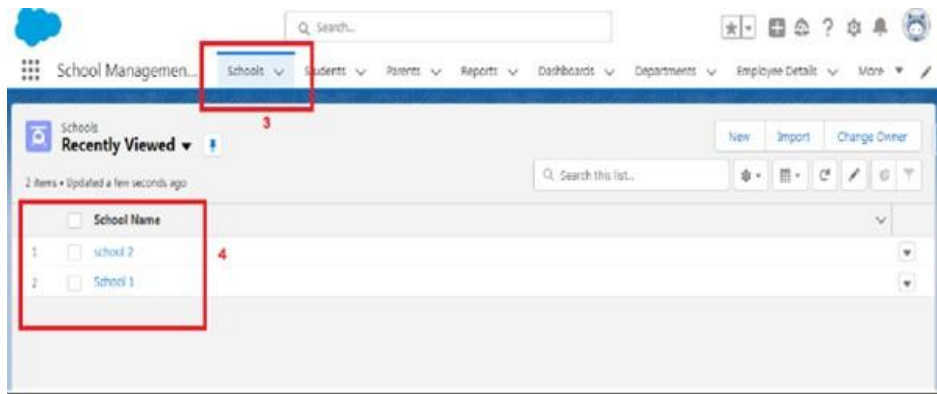 Search...
School Managemen... Schools Students Parents Reports Dashboards Departments Employee Details More
3
Schools
Recently Viewed
New Import Change Owner
2 items • Updated a few seconds ago
Search this list...
School Name
1 school 2
4
2 School 1